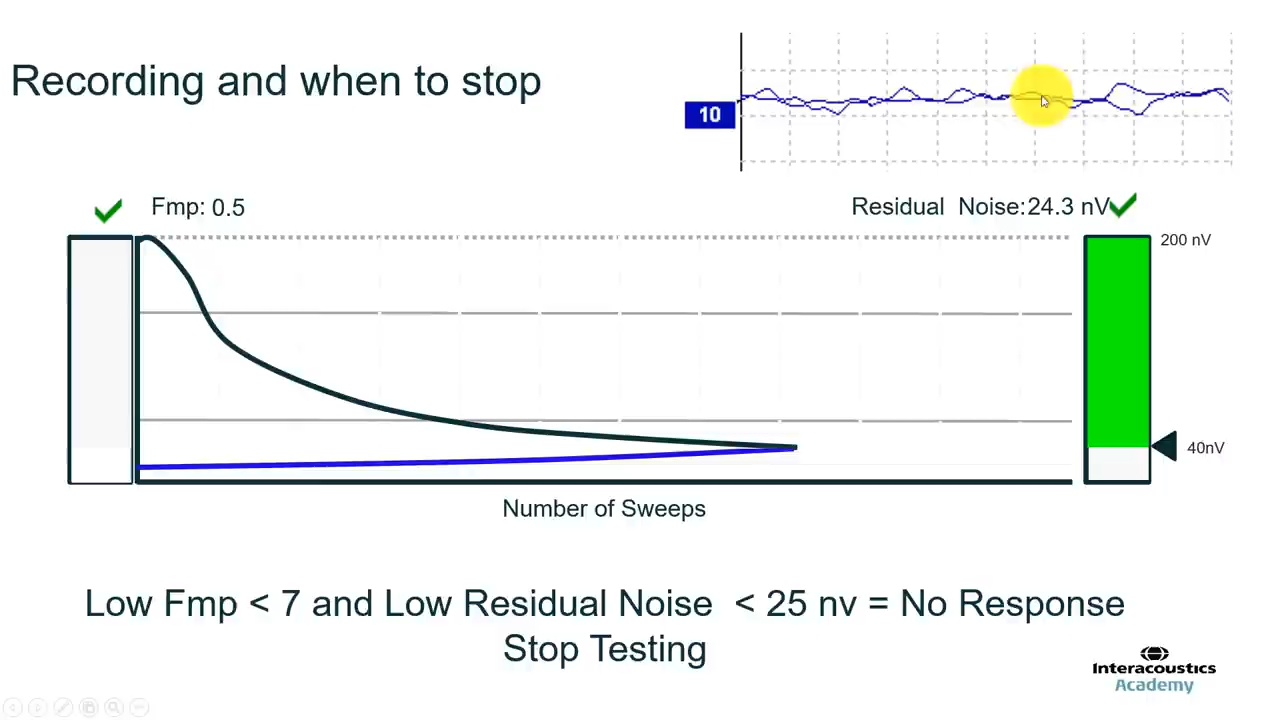 Recording and when to stop
10
Fmp: 0.5
Residual Noise:24.3 nV
200 nV
40nV
Number of Sweeps
Low Fmp < 7 and Low Residual Noise < 25 nv = No Response
Stop Testing
Interacoustics
Academy